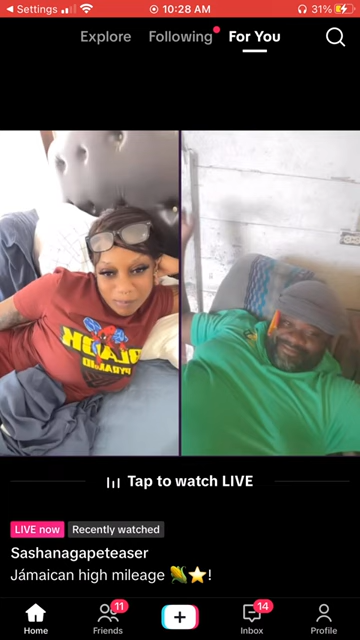 Settings
10:28 AM
31%
Explore Following For You
Tap to watch LIVE
LIVE now Recently watched
Sashanagapeteaser
Jámaican high mileage 🌽⭐!
11 14
Home Friends Inbox Profile